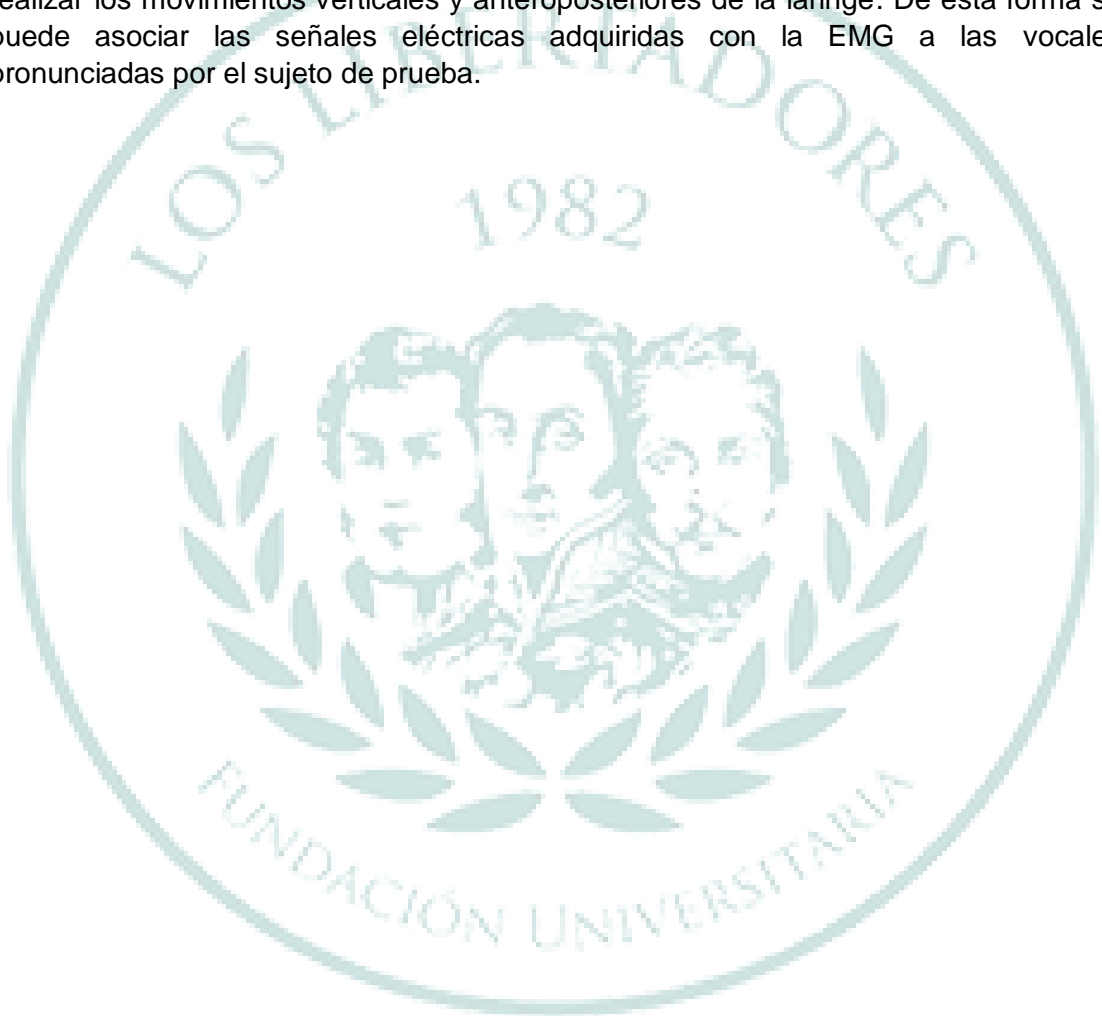 realizar los movimientos verticales y anteroposteriores de la laringe. De esta forma s
puede asociar las señales eléctricas adquiridas con la EMG a las vocale
pronunciadas por el sujeto de prueba.
LOS LIBERTADORES
1982
FUNDACIÓN UNIVERSITARIA